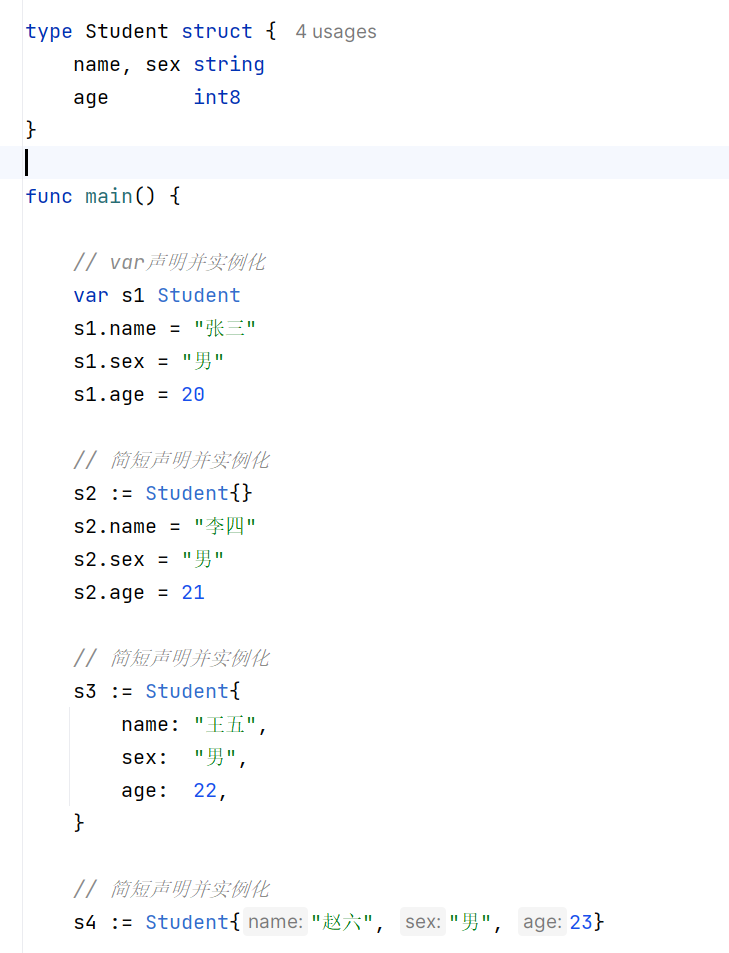 type Student struct { 4 usages
    name, sex string
    age       int8
}
func main() {
    // var声明并实例化
    var s1 Student
    s1.name = "张三"
    s1.sex = "男"
    s1.age = 20
    // 简短声明并实例化
    s2 := Student{}
    s2.name = "李四"
    s2.sex = "男"
    s2.age = 21
    // 简短声明并实例化
    s3 := Student{
        name: "王五",
        sex:  "男",
        age:  22,
    }
    // 简短声明并实例化
    s4 := Student{name: "赵六", sex: "男", age: 23}